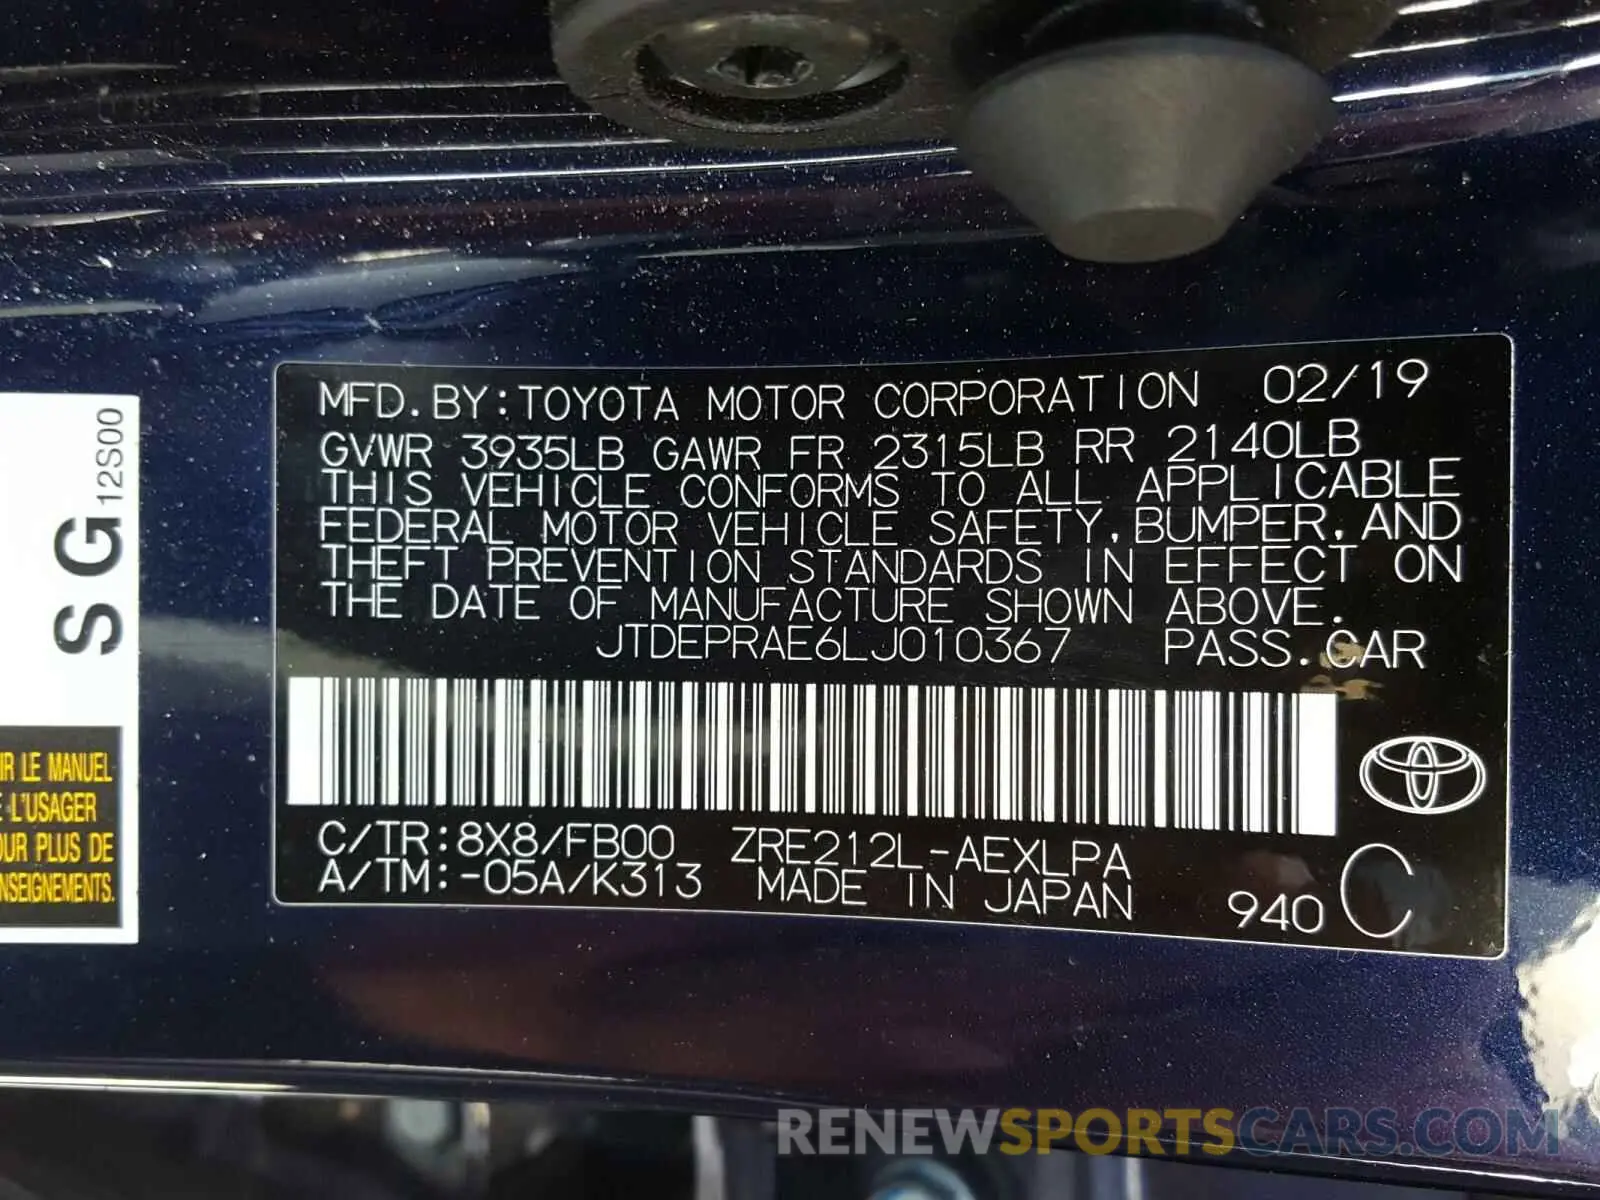 MFD.BY:TOYOTA MOTOR CORPORATION 02/19
GVWR 3935LB GAWR FR 2315LB RR 2140LB
THIS VEHICLE CONFORMS TO ALL APPLICABLE
FEDERAL MOTOR VEHICLE SAFETY,BUMPER,AND
THEFT PREVENTION STANDARDS IN EFFECT ON
THE DATE OF MANUFACTURE SHOWN ABOVE.
JTDEPRAE6LJ010367 PASS.CAR
C/TR:8X8/FB00 ZRE212L-AEXLPA
A/TM:-05A/K313 MADE IN JAPAN 940 C
SG 12S00
LE MANUEL
L'USAGER
PLUS DE
RENEWSPORTSCARS.COM